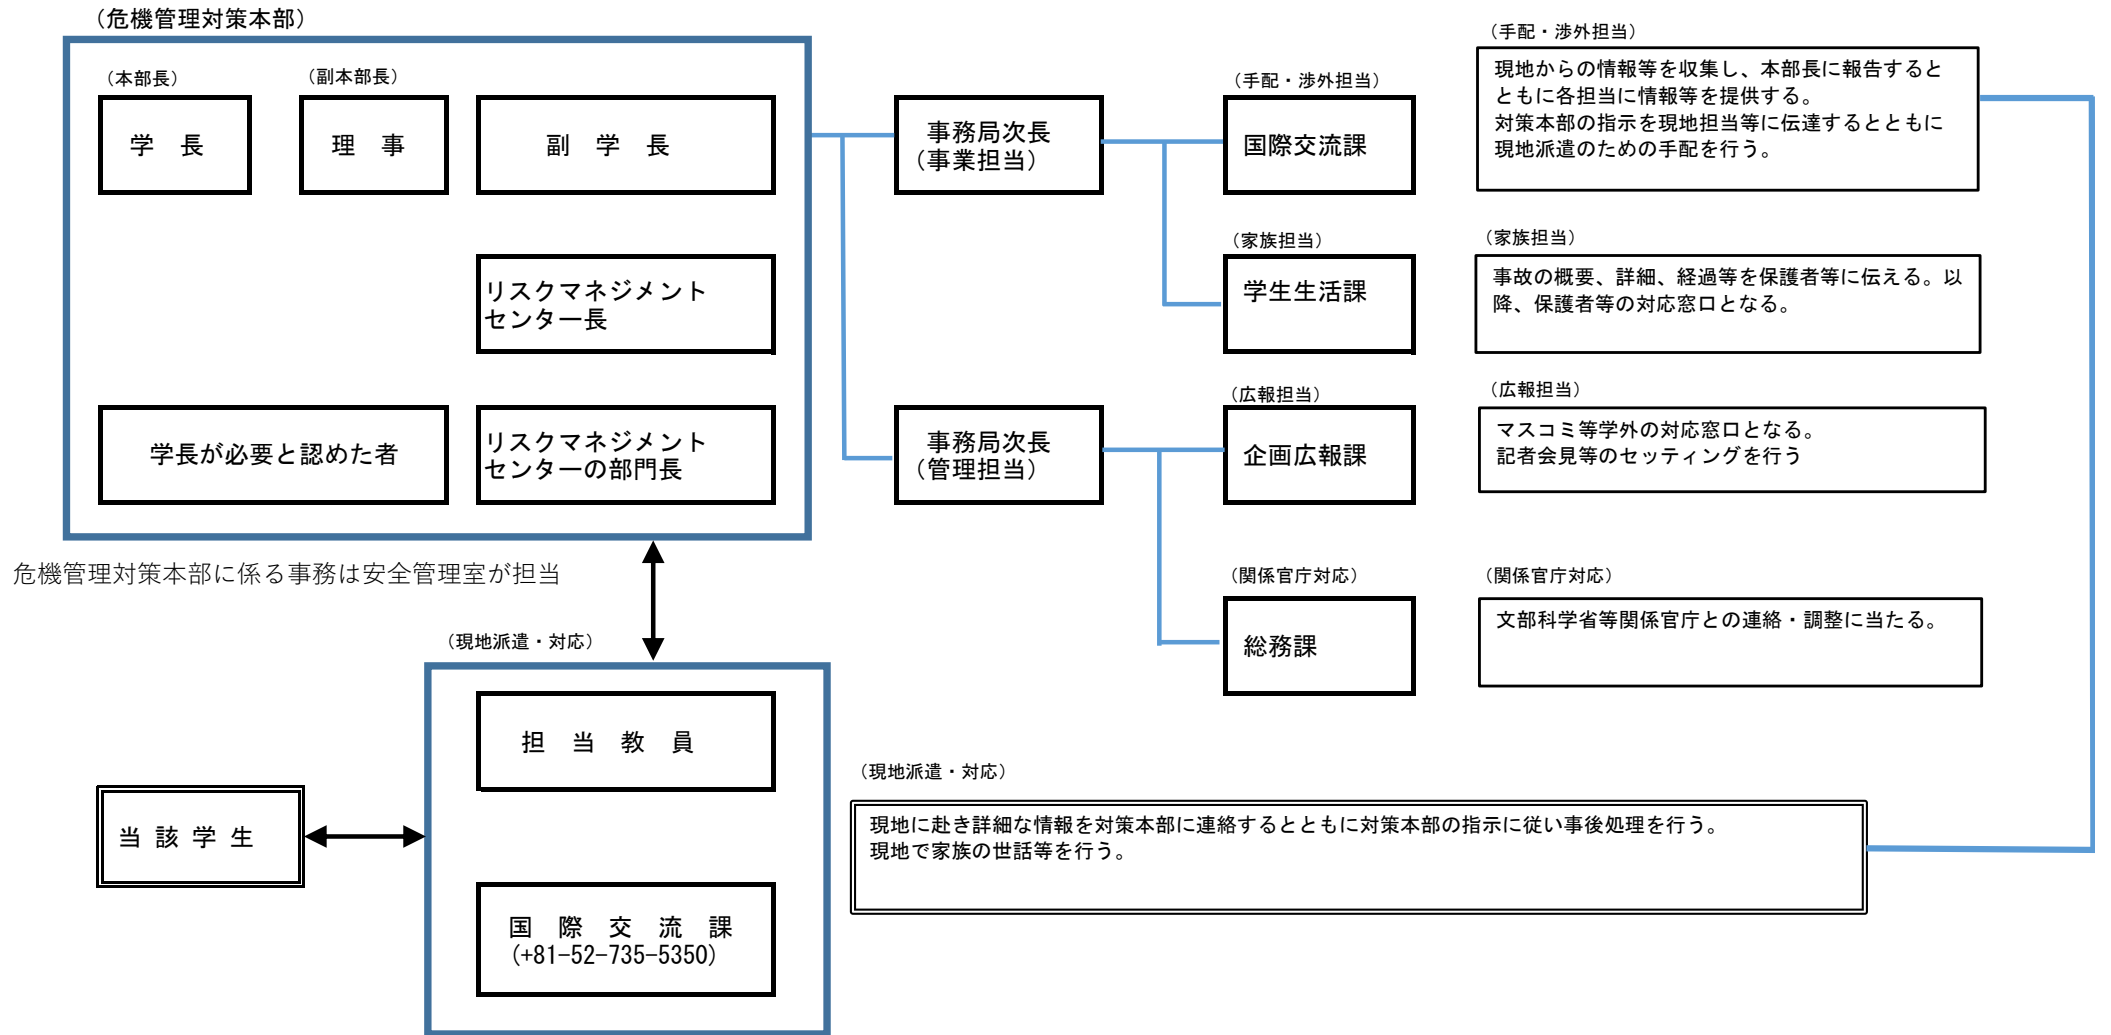 （危機管理対策本部）
（本部長）
（副本部長）
学　長
理　事
副　学　長
リスクマネジメント
センター長
学長が必要と認めた者
リスクマネジメント
センターの部門長
危機管理対策本部に係る事務は安全管理室が担当
事務局次長
（事業担当）
事務局次長
（管理担当）
（手配・渉外担当）
国際交流課
（家族担当）
学生生活課
（広報担当）
企画広報課
（関係官庁対応）
総務課
（手配・渉外担当）
現地からの情報等を収集し、本部長に報告すると
ともに各担当に情報等を提供する。
対策本部の指示を現地担当等に伝達するとともに
現地派遣のための手配を行う。
（家族担当）
事故の概要、詳細、経過等を保護者等に伝える。以
降、保護者等の対応窓口となる。
（広報担当）
マスコミ等学外の対応窓口となる。
記者会見等のセッティングを行う
（関係官庁対応）
文部科学省等関係官庁との連絡・調整に当たる。
（現地派遣・対応）
担　当　教　員
国　際　交　流　課
(+81-52-735-5350)
当 該 学 生
（現地派遣・対応）
現地に赴き詳細な情報を対策本部に連絡するとともに対策本部の指示に従い事後処理を行う。
現地で家族の世話等を行う。